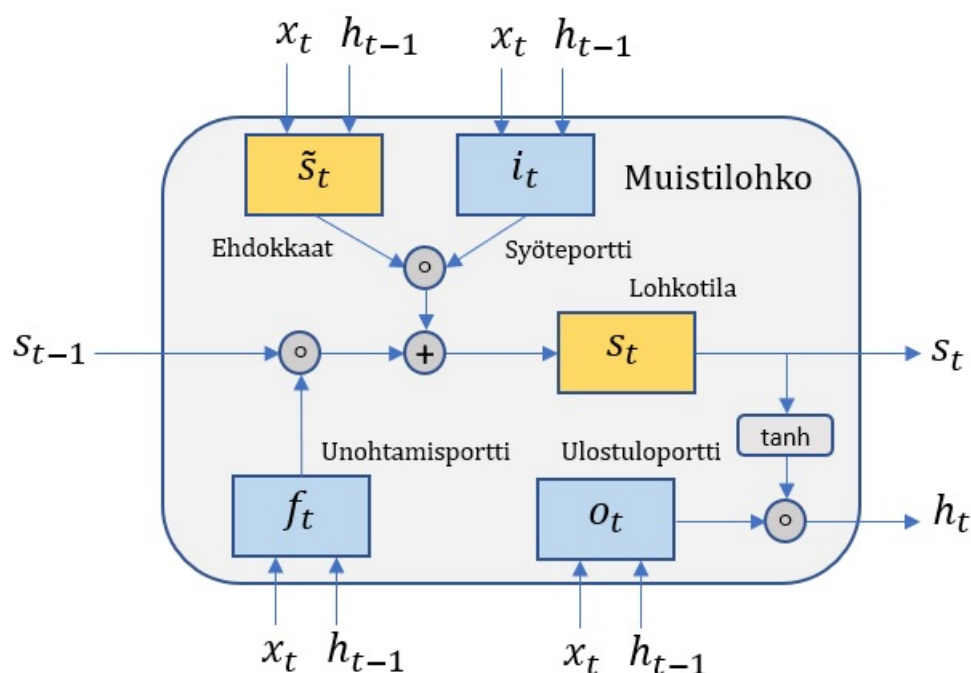 x_t h_{t−1} x_t h_{t−1}
s̃_t i_t Muistilohko
Ehdokkaat Syöteportti
∘
Lohkotila
s_{t−1} ∘ + s_t s_t
tanh
Unohtamisportti Ulostuloportti
f_t o_t ∘ h_t
x_t h_{t−1} x_t h_{t−1}